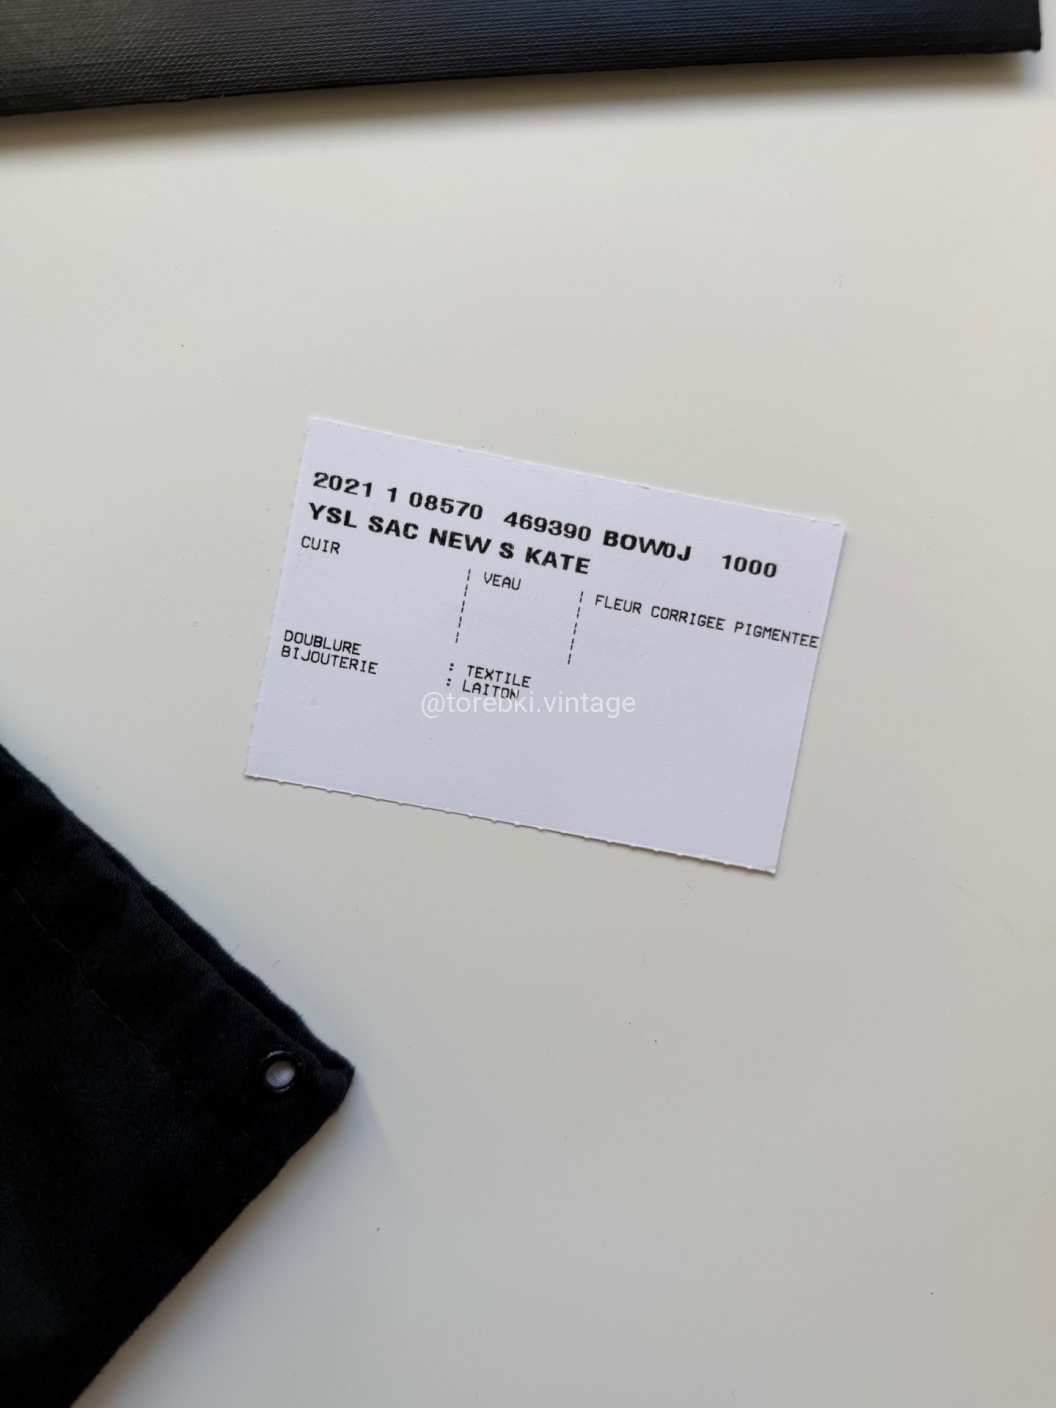 2021 1 08570 469390 BOW0J 1000
YSL SAC NEW S KATE
CUIR VEAU FLEUR CORRIGEE PIGMENTEE
DOUBLURE : TEXTILE
BIJOUTERIE : LAITON
@torebki.vintage